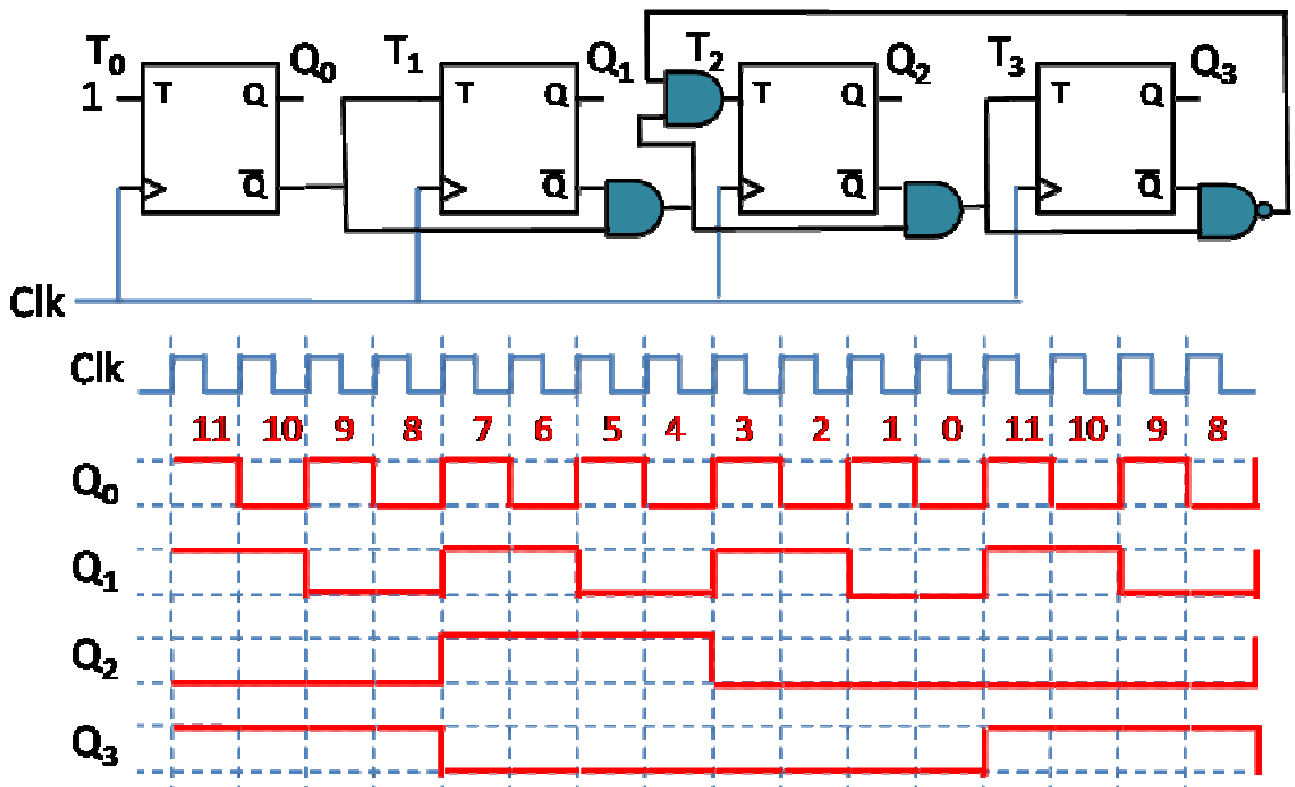 T0 Q0 T1 Q1 T2 Q2 T3 Q3
1 T Q T Q T Q T Q
Q̅ Q̅ Q̅ Q̅
Clk
Clk
11 10 9 8 7 6 5 4 3 2 1 0 11 10 9 8
Q0
Q1
Q2
Q3